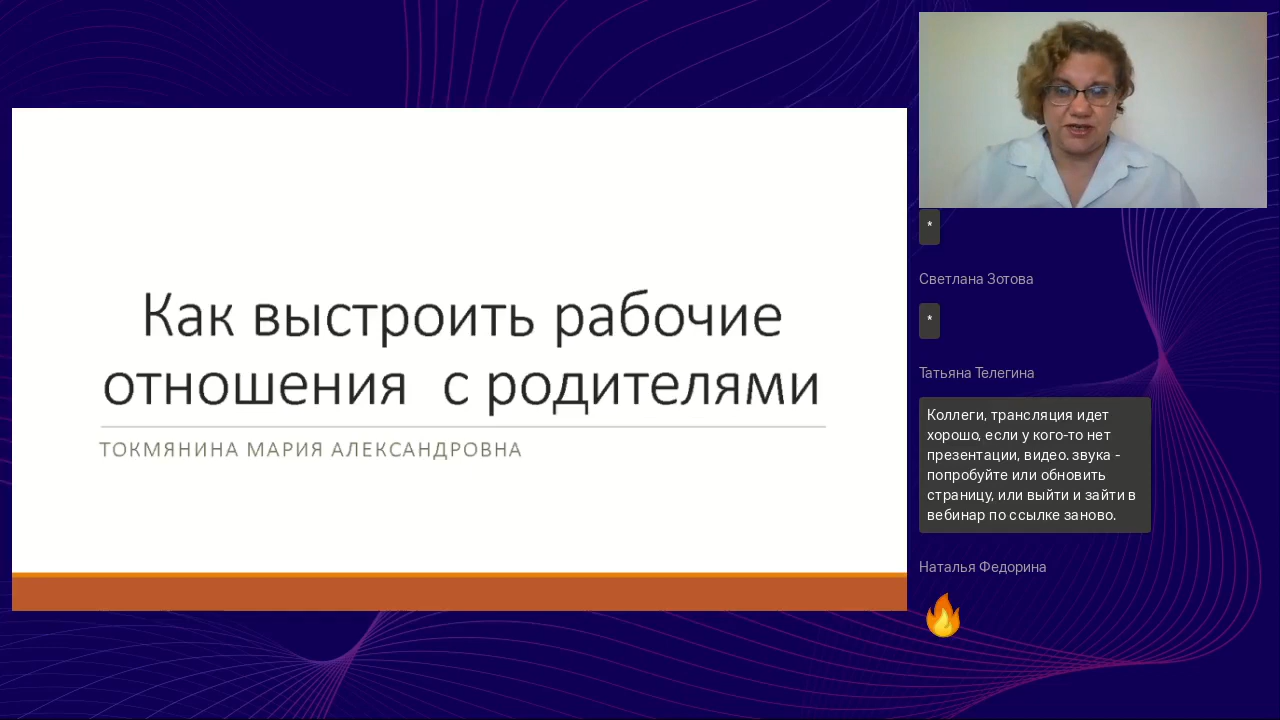 Как выстроить рабочие
отношения с родителями
ТОКМЯНИНА МАРИЯ АЛЕКСАНДРОВНА
*
Светлана Зотова
*
Татьяна Телегина
Коллеги, трансляция идет
хорошо, если у кого-то нет
презентации, видео. звука -
попробуйте или обновить
страницу, или выйти и зайти в
вебинар по ссылке заново.
Наталья Федорина
🔥